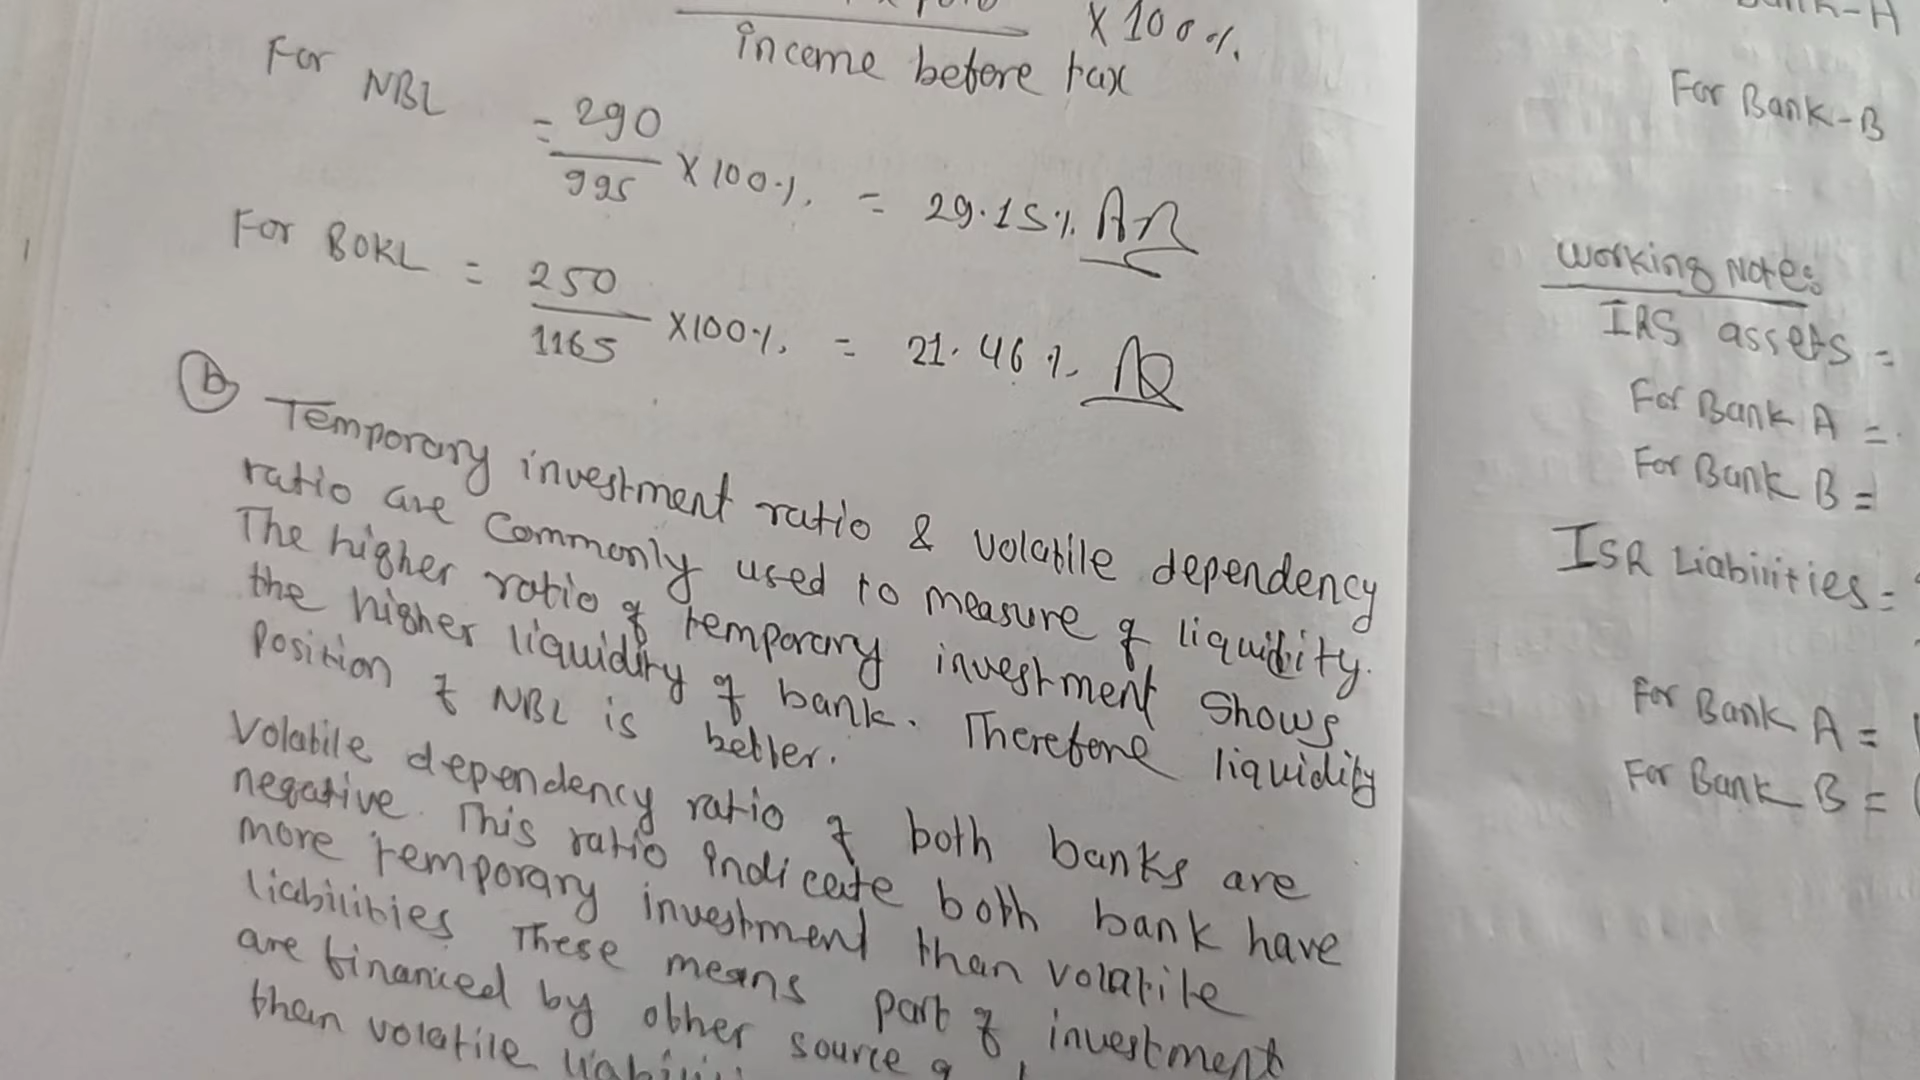 X 100%
income before tax
For NBL
= 290 / 995 X 100%. = 29.15%. An
For BOKL = 250 / 1165 X100%. = 21.46%.
(b) Temporary investment ratio & volatile dependency
ratio are commonly used to measure of liquidity.
The higher ratio of temporary investment shows
the higher liquidity of bank. Therefore liquidity
position of NBL is better.
Volatile dependency ratio of both banks are
negative. This ratio indicate both bank have
more temporary investment than volatile
liabilities These means part of investment
are financed by other source
than volatile
For Bank-B
Working Notes
IRS assets =
For Bank A =
For Bank B =
ISR Liabilities =
For Bank A =
For Bank B =